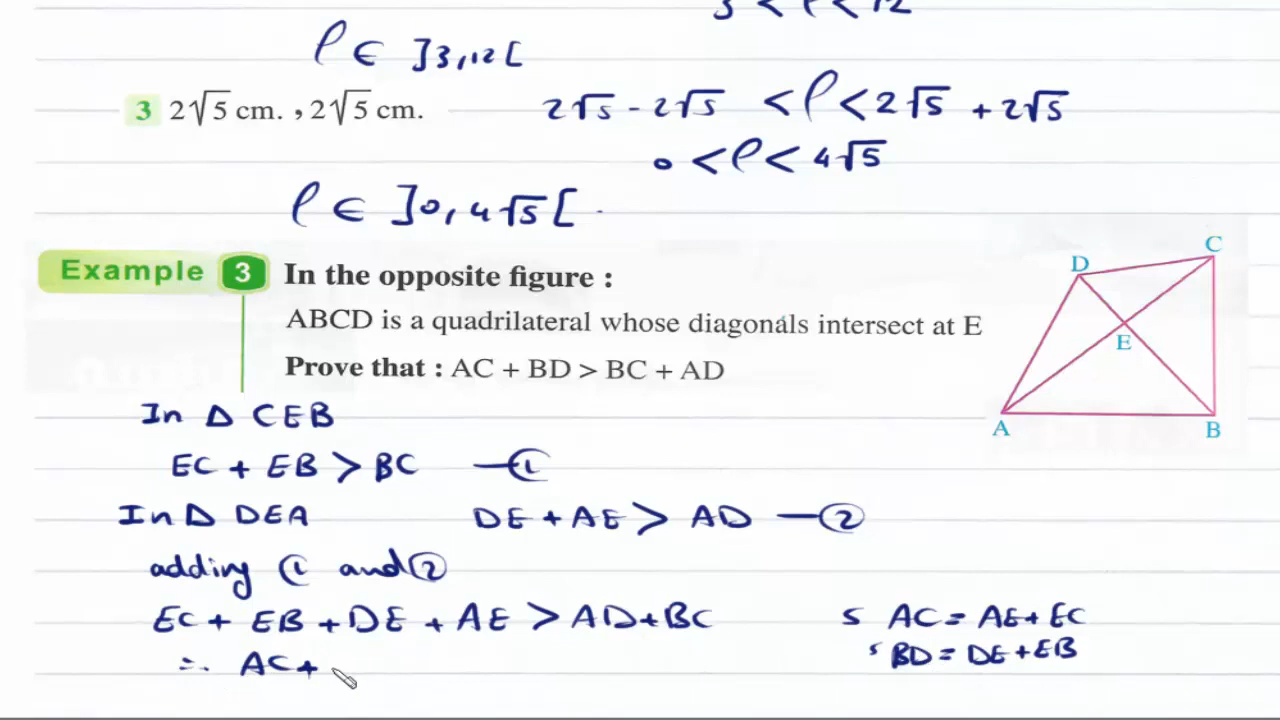 3 < ℓ < 12
ℓ ∈ ]3,12[
3 2√5 cm. , 2√5 cm.
2√5 - 2√5 < ℓ < 2√5 + 2√5
0 < ℓ < 4√5
ℓ ∈ ]0, 4√5[
Example 3 In the opposite figure :
ABCD is a quadrilateral whose diagonals intersect at E
Prove that : AC + BD > BC + AD
C
D
E
A
B
In Δ CEB
EC + EB > BC —①
In Δ DEA DE + AE > AD —②
adding ① and ②
EC + EB + DE + AE > AD + BC
, AC = AE + EC
, BD = DE + EB
∴ AC +